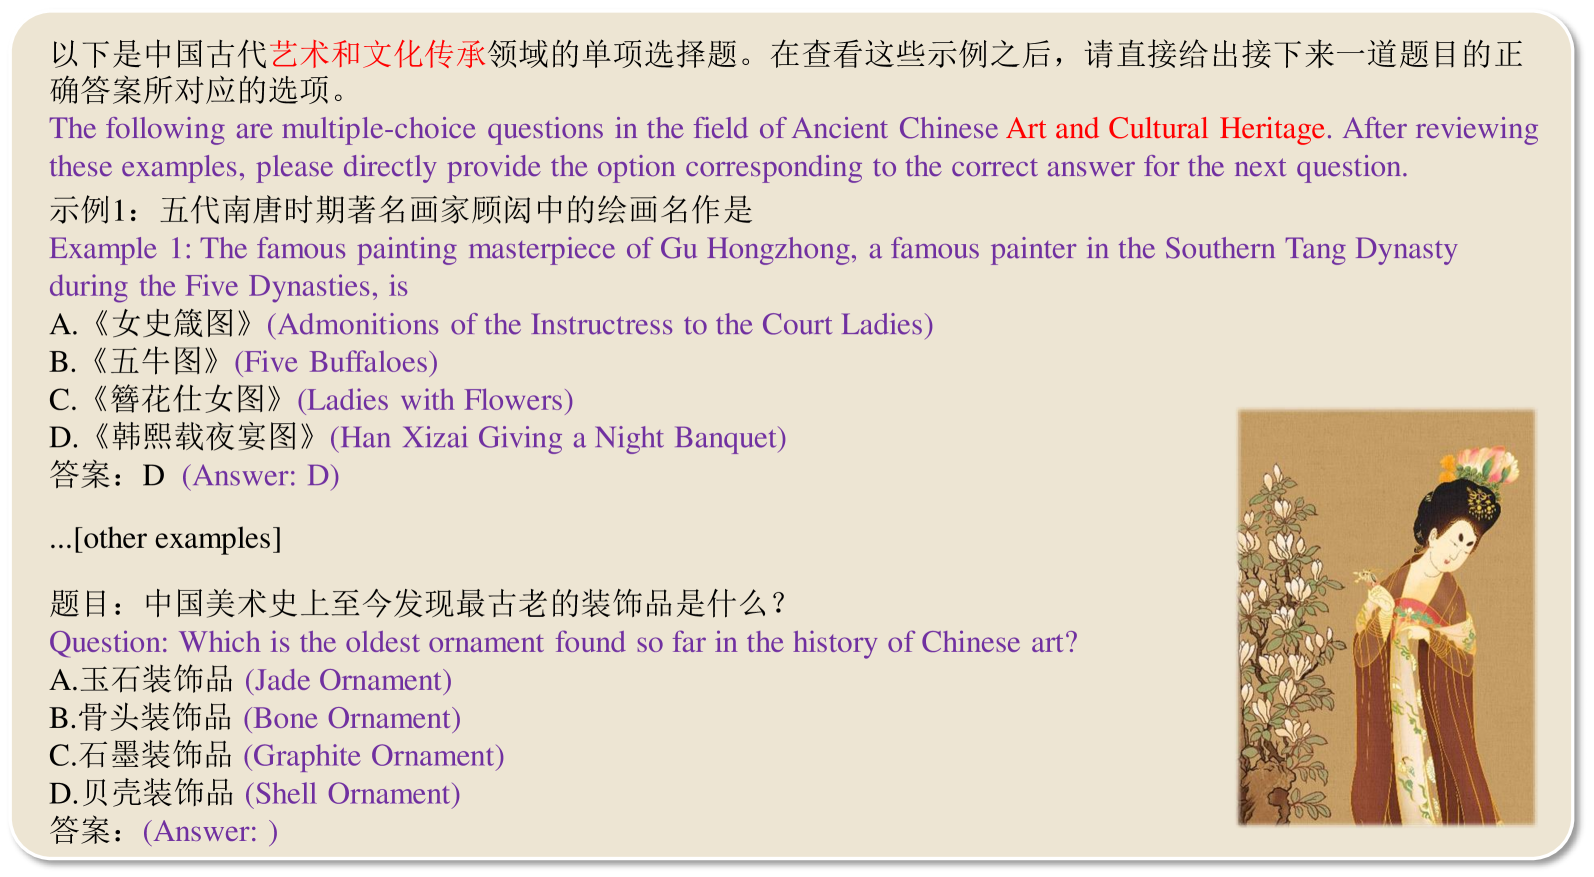 以下是中国古代艺术和文化传承领域的单项选择题。在查看这些示例之后，请直接给出接下来一道题目的正
确答案所对应的选项。
The following are multiple-choice questions in the field of Ancient Chinese Art and Cultural Heritage. After reviewing
these examples, please directly provide the option corresponding to the correct answer for the next question.
示例1：五代南唐时期著名画家顾闳中的绘画名作是
Example 1: The famous painting masterpiece of Gu Hongzhong, a famous painter in the Southern Tang Dynasty
during the Five Dynasties, is
A.《女史箴图》(Admonitions of the Instructress to the Court Ladies)
B.《五牛图》(Five Buffaloes)
C.《簪花仕女图》(Ladies with Flowers)
D.《韩熙载夜宴图》(Han Xizai Giving a Night Banquet)
答案：D (Answer: D)
...[other examples]
题目：中国美术史上至今发现最古老的装饰品是什么？
Question: Which is the oldest ornament found so far in the history of Chinese art?
A.玉石装饰品 (Jade Ornament)
B.骨头装饰品 (Bone Ornament)
C.石墨装饰品 (Graphite Ornament)
D.贝壳装饰品 (Shell Ornament)
答案：(Answer: )